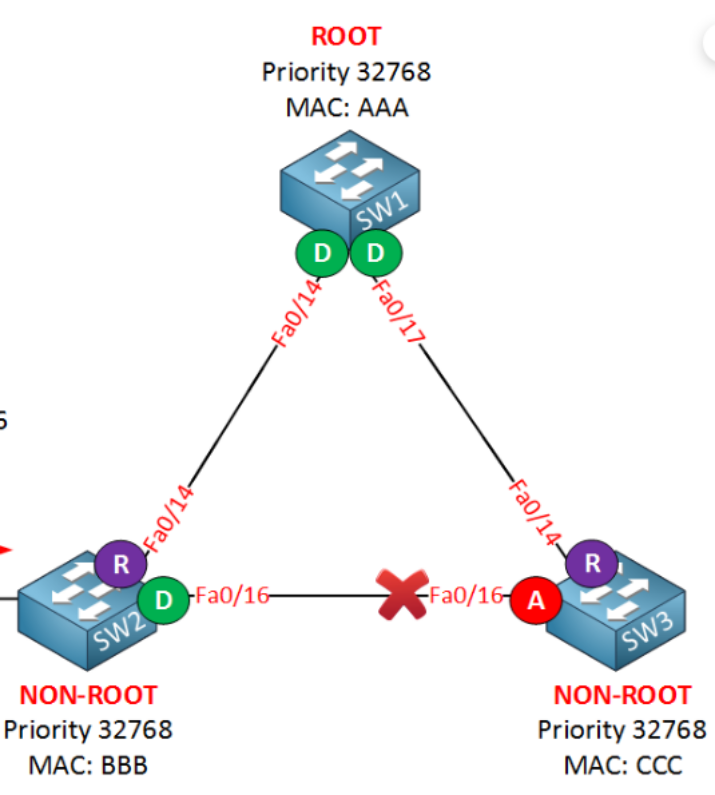 ROOT
Priority 32768
MAC: AAA
SW1
D D
Fa0/14
Fa0/17
Fa0/14
Fa0/14
R
R
D
Fa0/16
Fa0/16
A
SW2
SW3
NON-ROOT
Priority 32768
MAC: BBB
NON-ROOT
Priority 32768
MAC: CCC